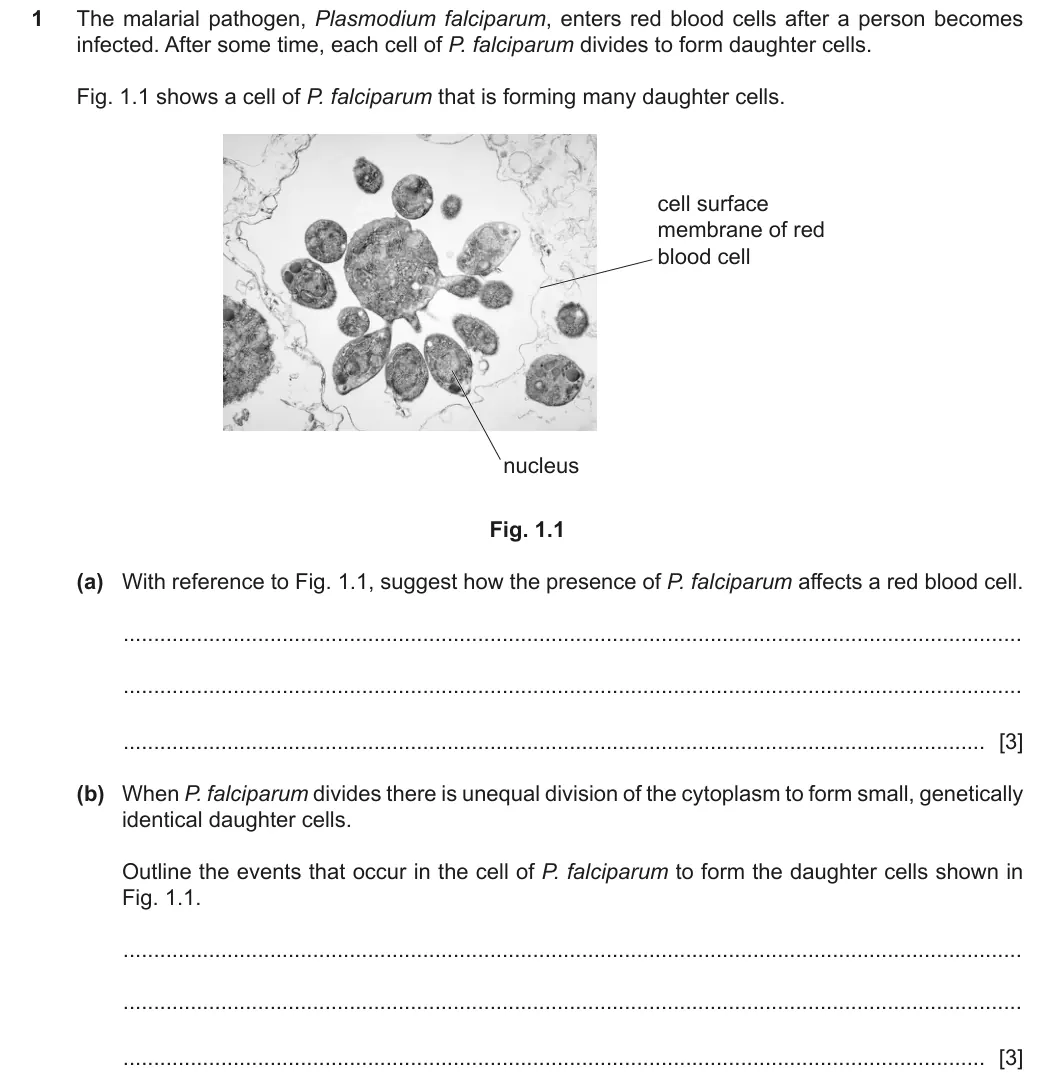 1 The malarial pathogen, Plasmodium falciparum, enters red blood cells after a person becomes
infected. After some time, each cell of P. falciparum divides to form daughter cells.
Fig. 1.1 shows a cell of P. falciparum that is forming many daughter cells.
cell surface
membrane of red
blood cell
nucleus
Fig. 1.1
(a) With reference to Fig. 1.1, suggest how the presence of P. falciparum affects a red blood cell.
...................................................................................................................................................
...................................................................................................................................................
............................................................................................................................................. [3]
(b) When P. falciparum divides there is unequal division of the cytoplasm to form small, genetically
identical daughter cells.
Outline the events that occur in the cell of P. falciparum to form the daughter cells shown in
Fig. 1.1.
...................................................................................................................................................
...................................................................................................................................................
............................................................................................................................................. [3]